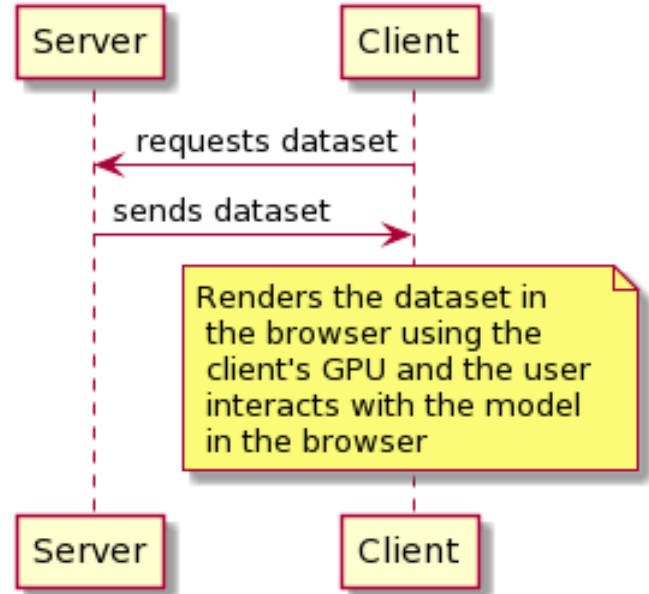 Server Client
requests dataset
sends dataset
Renders the dataset in
the browser using the
client's GPU and the user
interacts with the model
in the browser
Server Client